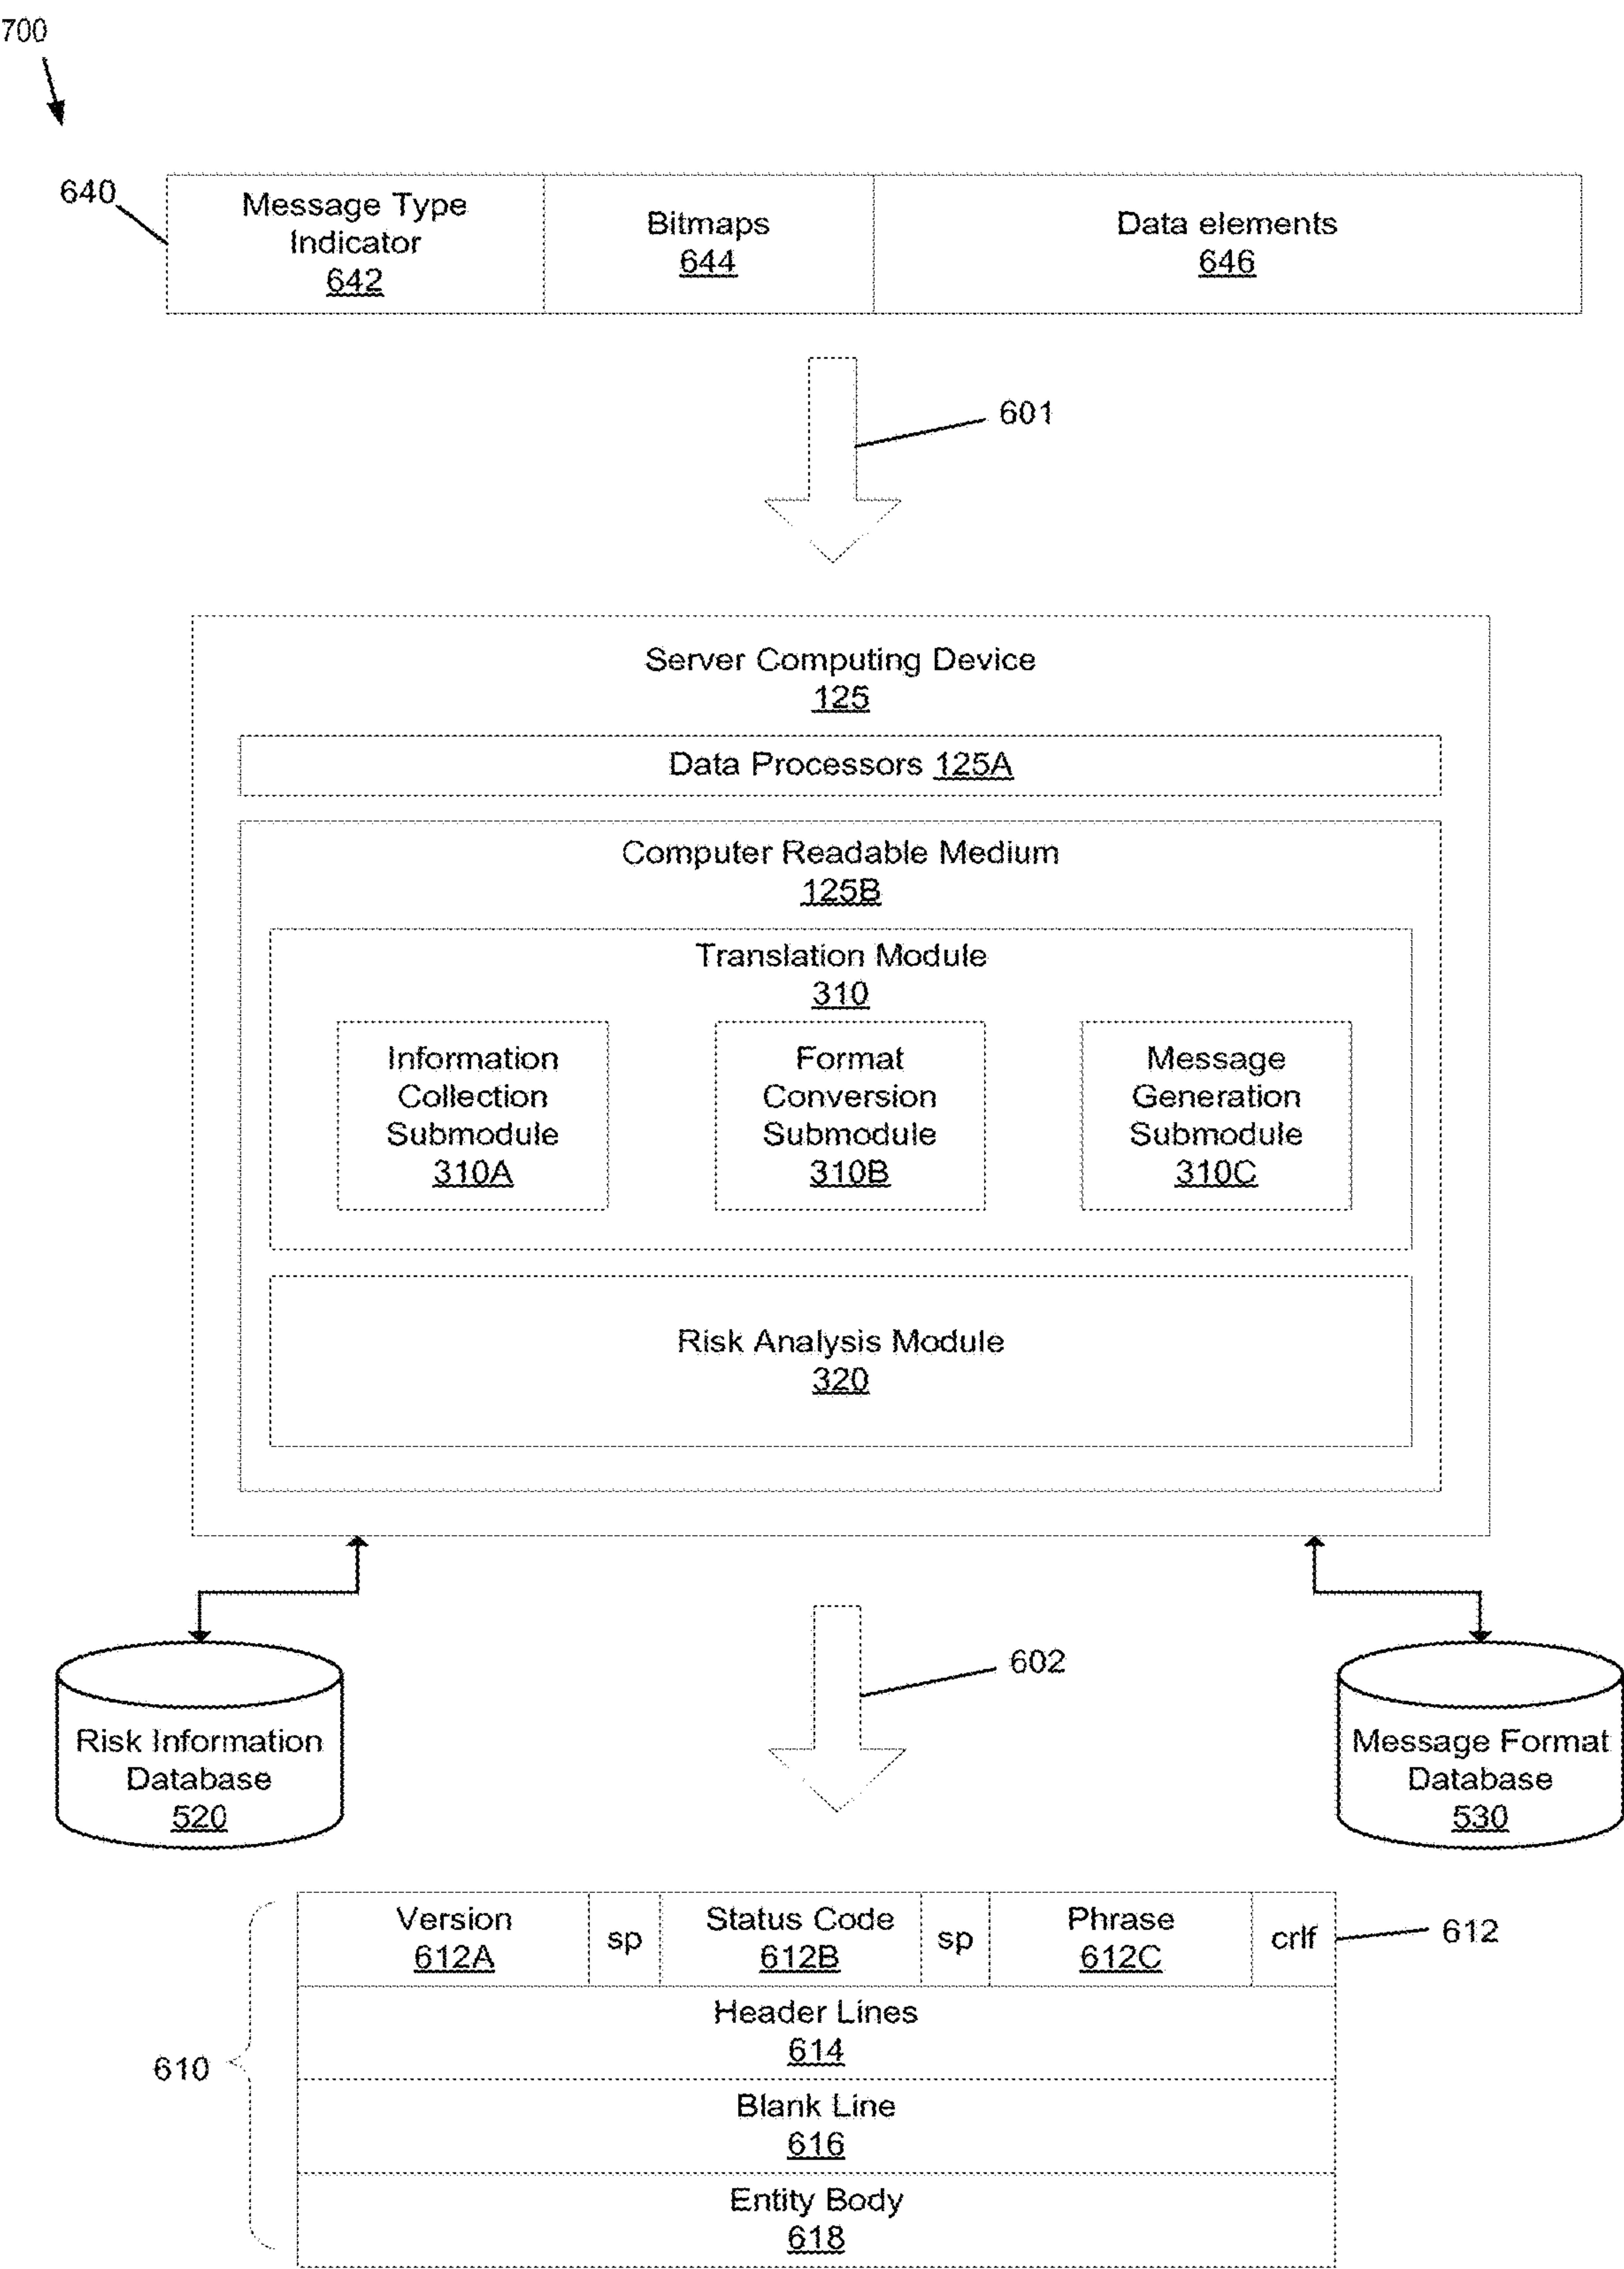 700
640
Message Type
Indicator
642
Bitmaps
644
Data elements
646
601
Server Computing Device
125
Data Processors 125A
Computer Readable Medium
125B
Translation Module
310
Information
Collection
Submodule
310A
Format
Conversion
Submodule
310B
Message
Generation
Submodule
310C
Risk Analysis Module
320
602
Risk Information
Database
520
Message Format
Database
530
610
Version
612A
sp
Status Code
612B
sp
Phrase
612C
crlf
612
Header Lines
614
Blank Line
616
Entity Body
618